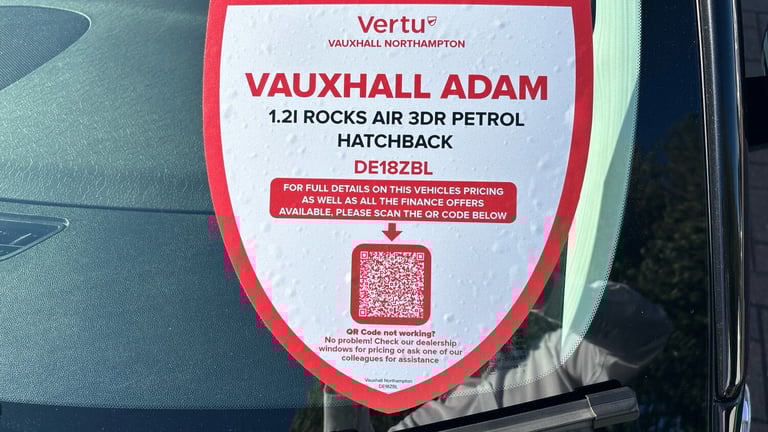 Vertu
VAUXHALL NORTHAMPTON
VAUXHALL ADAM
1.2I ROCKS AIR 3DR PETROL
HATCHBACK
DE18ZBL
FOR FULL DETAILS ON THIS VEHICLES PRICING
AS WELL AS ALL THE FINANCE OFFERS
AVAILABLE, PLEASE SCAN THE QR CODE BELOW
QR Code not working?
No problem! Check our dealership
windows for pricing or ask one of our
colleagues for assistance
Vauxhall Northampton
DE18ZBL